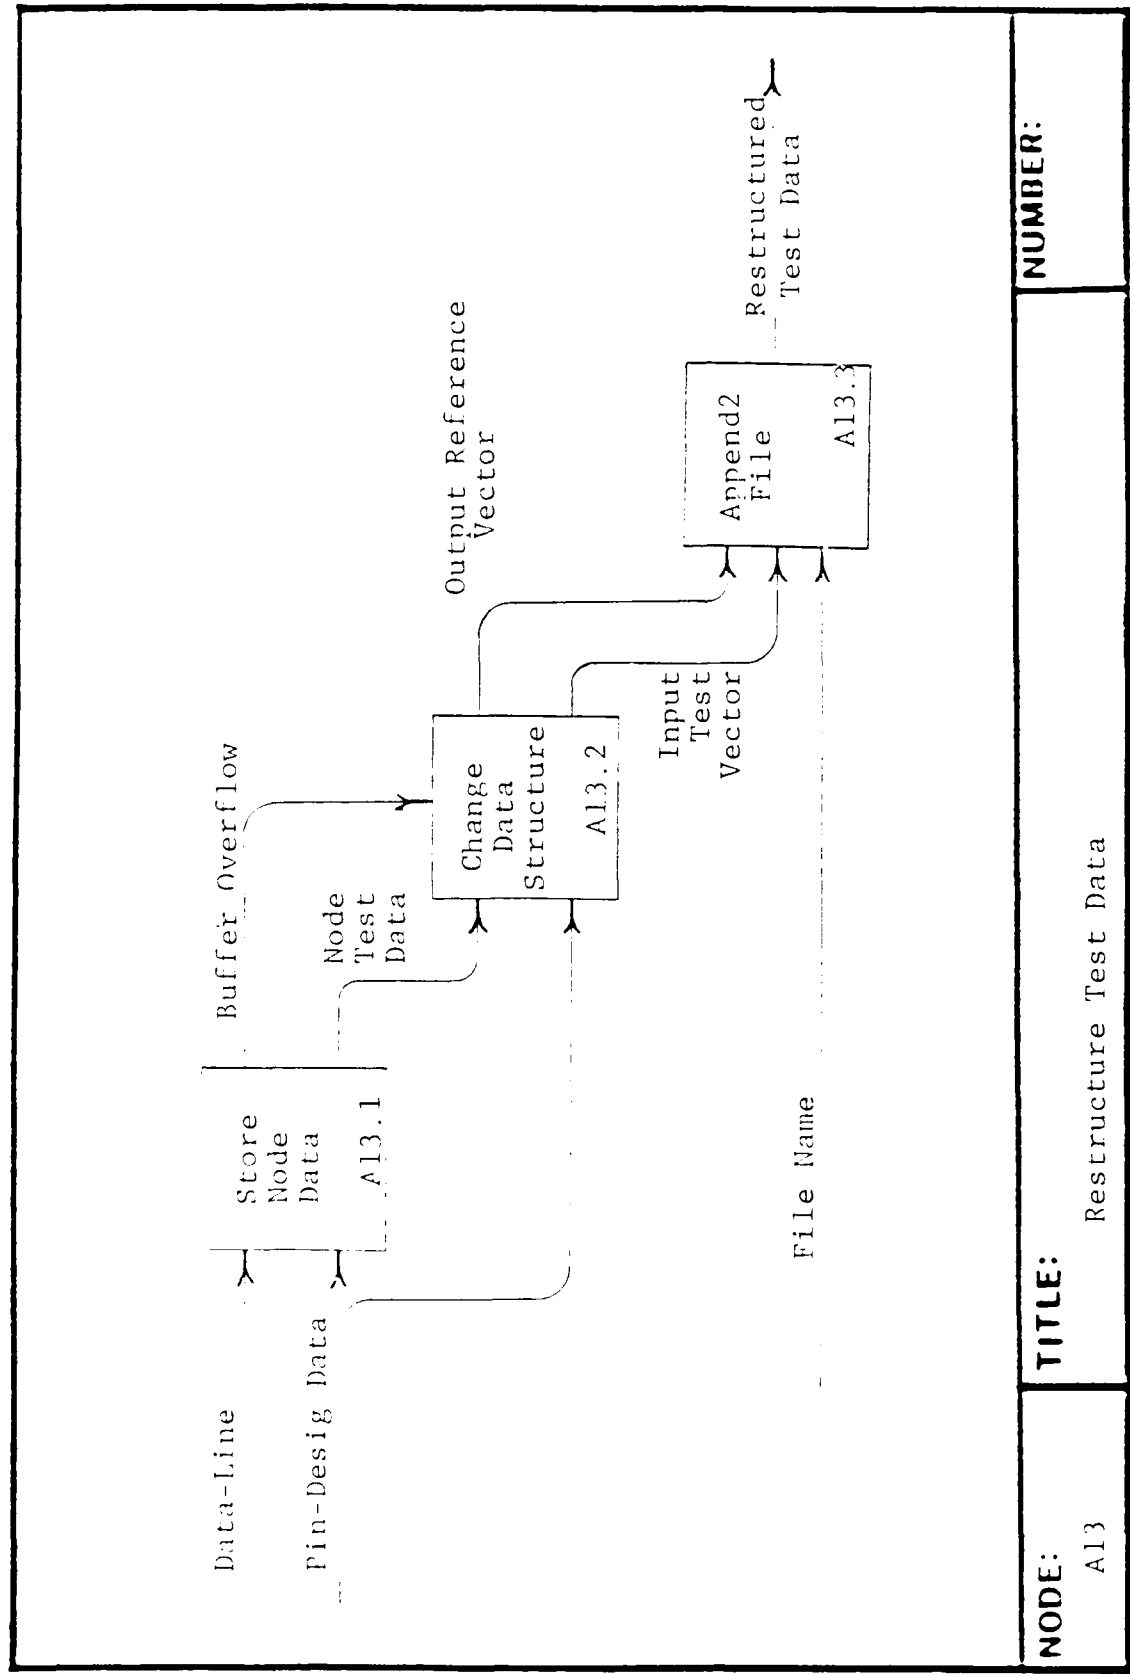 Data-Line
Pin-Desig Data
Store
Node
Data
A13.1
Buffer Overflow
Node
Test
Data
Change
Data
Structure
A13.2
Output Reference
Vector
Input
Test
Vector
File Name
Append2
File
A13.3
Restructured
Test Data
NODE:
A13
TITLE:
Restructure Test Data
NUMBER: